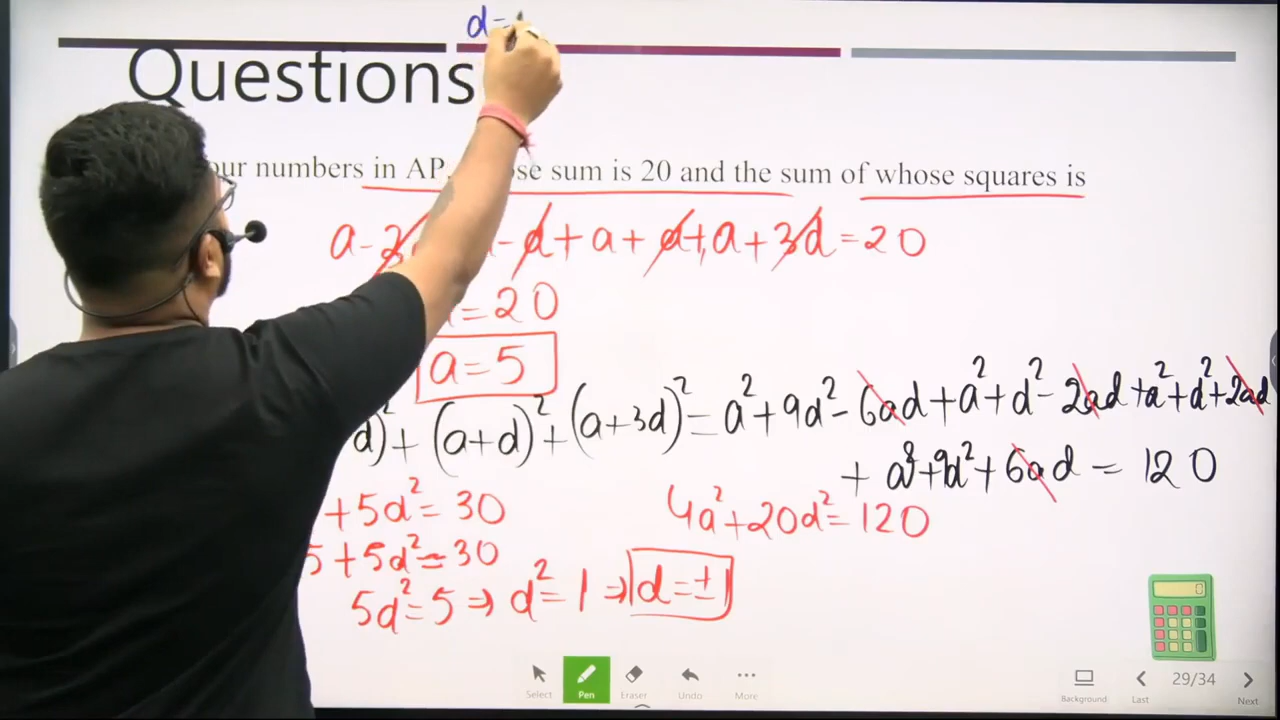 d=
Questions
our numbers in AP, whose sum is 20 and the sum of whose squares is
a - 3 - d + a + d + a + 3d = 20
= 20
a = 5
d)² + (a+d)² + (a+3d)² = a² + 9d² - 6ad + a² + d² - 2ad + a² + d² + 2ad
+ a² + 9d² + 6ad = 120
+ 5d² = 30
4a² + 20d² = 120
5 + 5d² = 30
5d² = 5 ⇒ d² = 1 ⇒ d = ±1
0
Select
Pen
Eraser
Undo
More
Background
Last
29/34
Next